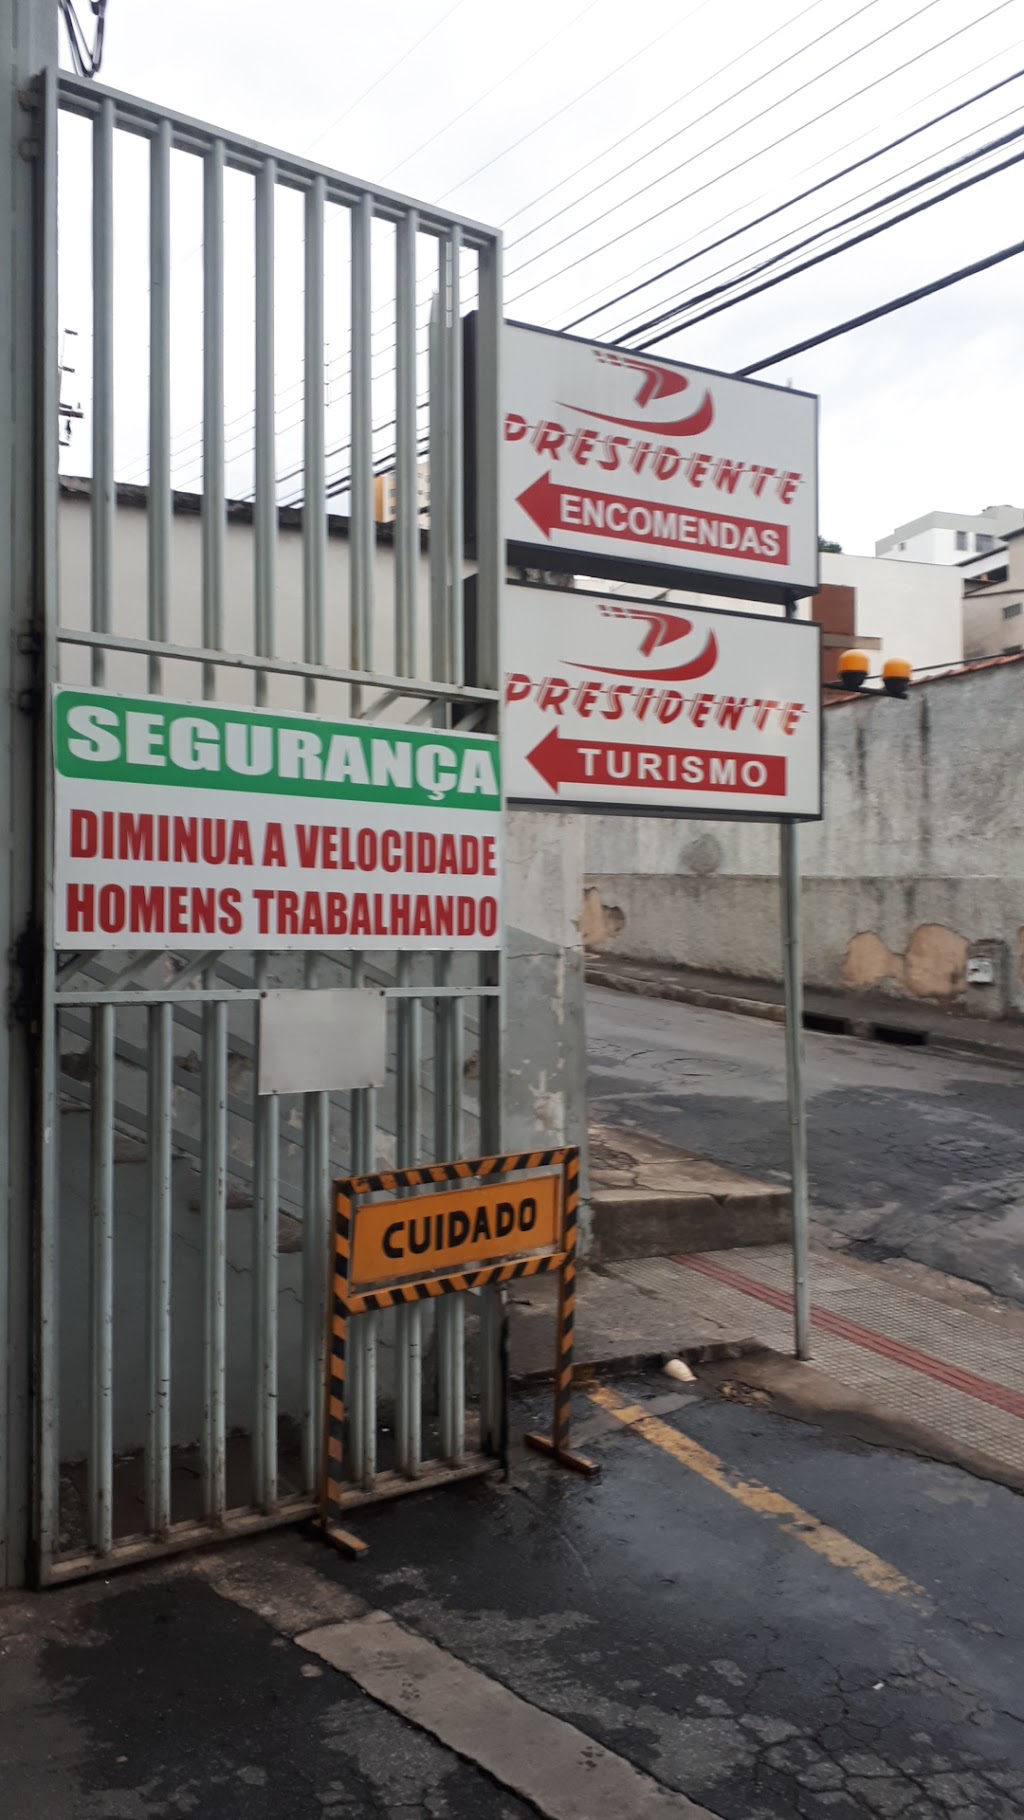 PRESIDENTE
ENCOMENDAS
PRESIDENTE
TURISMO
SEGURANÇA
DIMINUA A VELOCIDADE
HOMENS TRABALHANDO
CUIDADO